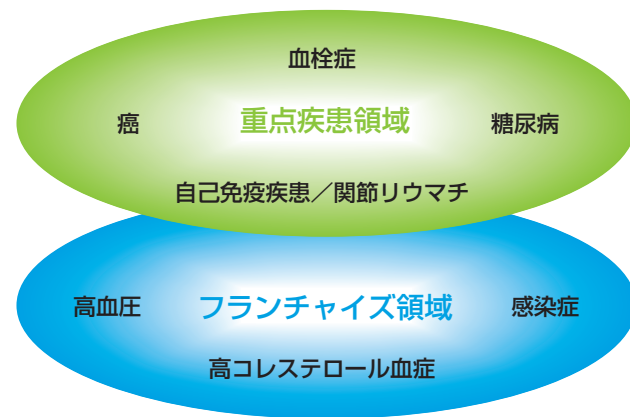 血栓症
癌 重点疾患領域 糖尿病
自己免疫疾患／関節リウマチ
高血圧 フランチャイズ領域 感染症
高コレステロール血症